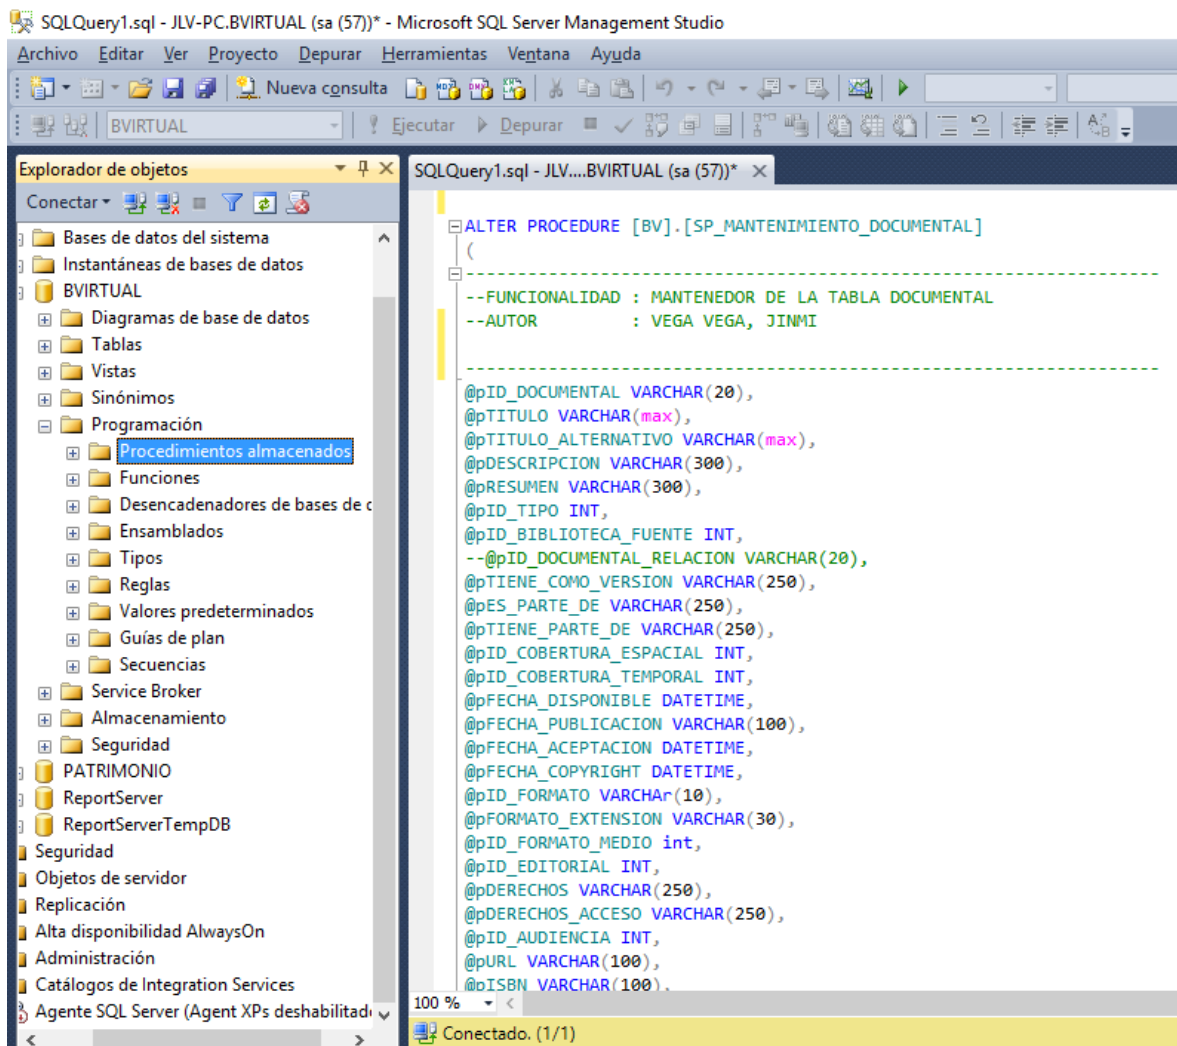 SQLQuery1.sql - JLV-PC.BVIRTUAL (sa (57))* - Microsoft SQL Server Management Studio
Archivo Editar Ver Proyecto Depurar Herramientas Ventana Ayuda
Nueva consulta
BVIRTUAL Ejecutar Depurar
Explorador de objetos
Conectar
Bases de datos del sistema
Instantáneas de bases de datos
BVIRTUAL
Diagramas de base de datos
Tablas
Vistas
Sinónimos
Programación
Procedimientos almacenados
Funciones
Desencadenadores de bases de
Ensamblados
Tipos
Reglas
Valores predeterminados
Guías de plan
Secuencias
Service Broker
Almacenamiento
Seguridad
PATRIMONIO
ReportServer
ReportServerTempDB
Seguridad
Objetos de servidor
Replicación
Alta disponibilidad AlwaysOn
Administración
Catálogos de Integration Services
Agente SQL Server (Agent XPs deshabilitad
SQLQuery1.sql - JLV....BVIRTUAL (sa (57))*
ALTER PROCEDURE [BV].[SP_MANTENIMIENTO_DOCUMENTAL]
(
-------------------------------------------------------------------
--FUNCIONALIDAD : MANTENEDOR DE LA TABLA DOCUMENTAL
--AUTOR : VEGA VEGA, JINMI
-------------------------------------------------------------------
@pID_DOCUMENTAL VARCHAR(20),
@pTITULO VARCHAR(max),
@pTITULO_ALTERNATIVO VARCHAR(max),
@pDESCRIPCION VARCHAR(300),
@pRESUMEN VARCHAR(300),
@pID_TIPO INT,
@pID_BIBLIOTECA_FUENTE INT,
--@pID_DOCUMENTAL_RELACION VARCHAR(20),
@pTIENE_COMO_VERSION VARCHAR(250),
@pES_PARTE_DE VARCHAR(250),
@pTIENE_PARTE_DE VARCHAR(250),
@pID_COBERTURA_ESPACIAL INT,
@pID_COBERTURA_TEMPORAL INT,
@pFECHA_DISPONIBLE DATETIME,
@pFECHA_PUBLICACION VARCHAR(100),
@pFECHA_ACEPTACION DATETIME,
@pFECHA_COPYRIGHT DATETIME,
@pID_FORMATO VARCHAr(10),
@pFORMATO_EXTENSION VARCHAR(30),
@pID_FORMATO_MEDIO int,
@pID_EDITORIAL INT,
@pDERECHOS VARCHAR(250),
@pDERECHOS_ACCESO VARCHAR(250),
@pID_AUDIENCIA INT,
@pURL VARCHAR(100),
@pISBN VARCHAR(100),
100 %
Conectado. (1/1)